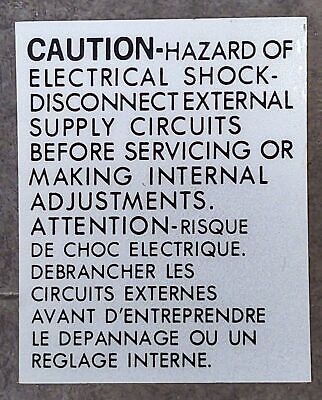 CAUTION-HAZARD OF
ELECTRICAL SHOCK-
DISCONNECT EXTERNAL
SUPPLY CIRCUITS
BEFORE SERVICING OR
MAKING INTERNAL
ADJUSTMENTS.
ATTENTION-RISQUE
DE CHOC ELECTRIQUE.
DEBRANCHER LES
CIRCUITS EXTERNES
AVANT D'ENTREPRENDRE
LE DEPANNAGE OU UN
REGLAGE INTERNE.